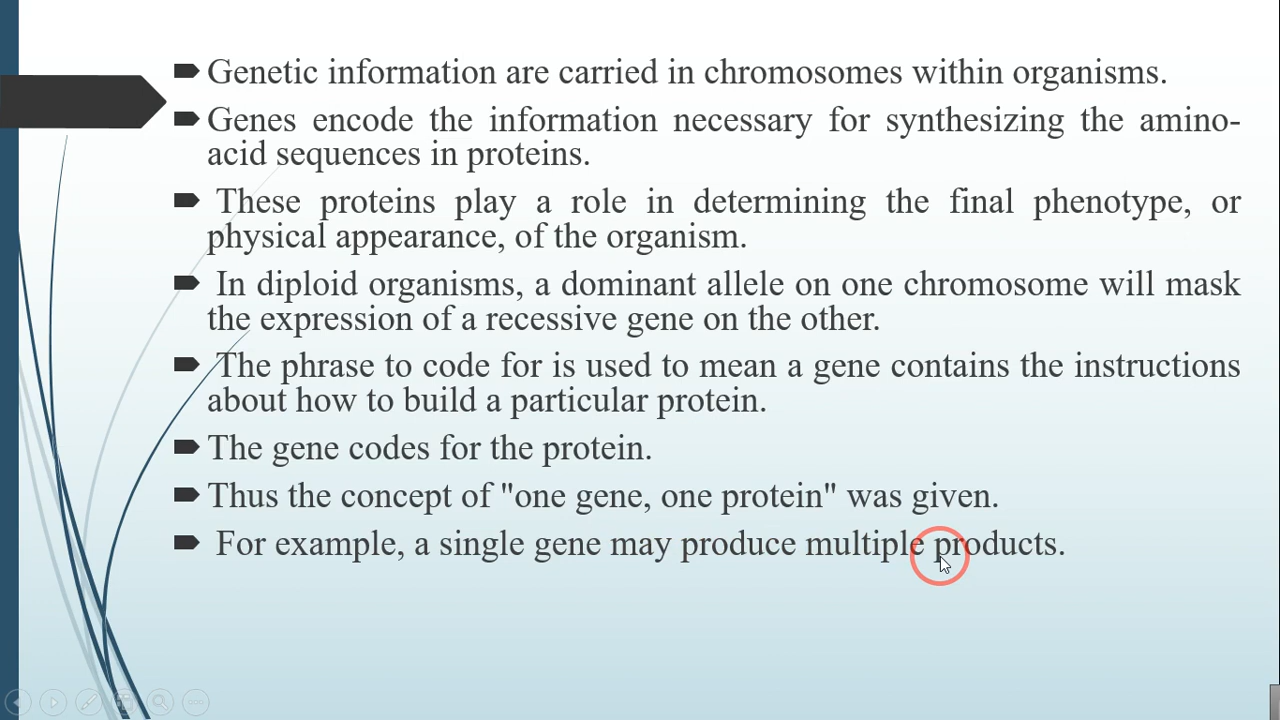 Genetic information are carried in chromosomes within organisms.
Genes encode the information necessary for synthesizing the amino-
acid sequences in proteins.
These proteins play a role in determining the final phenotype, or
physical appearance, of the organism.
In diploid organisms, a dominant allele on one chromosome will mask
the expression of a recessive gene on the other.
The phrase to code for is used to mean a gene contains the instructions
about how to build a particular protein.
The gene codes for the protein.
Thus the concept of "one gene, one protein" was given.
For example, a single gene may produce multiple products.